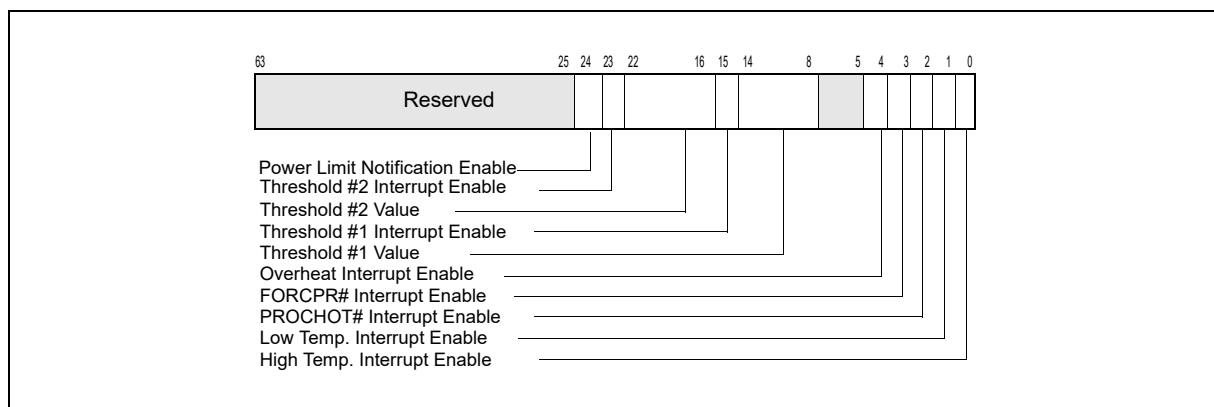 63 25 24 23 22 16 15 14 8 5 4 3 2 1 0
Reserved
Power Limit Notification Enable
Threshold #2 Interrupt Enable
Threshold #2 Value
Threshold #1 Interrupt Enable
Threshold #1 Value
Overheat Interrupt Enable
FORCPR# Interrupt Enable
PROCHOT# Interrupt Enable
Low Temp. Interrupt Enable
High Temp. Interrupt Enable